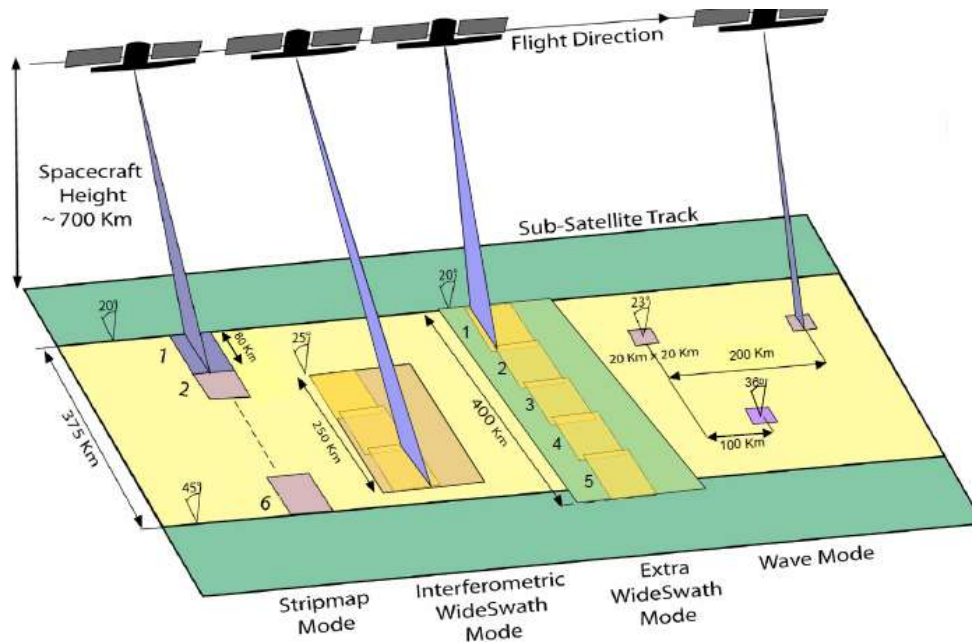 Flight Direction
Spacecraft
Height
~ 700 Km
Sub-Satellite Track
20°
20°
23°
1
80 Km
25°
1
2
20 Km x 20 Km
200 Km
2
375 Km
250 Km
400 Km
3
36°
4
100 Km
45°
6
5
Stripmap
Mode
Interferometric
WideSwath
Mode
Extra
WideSwath
Mode
Wave Mode